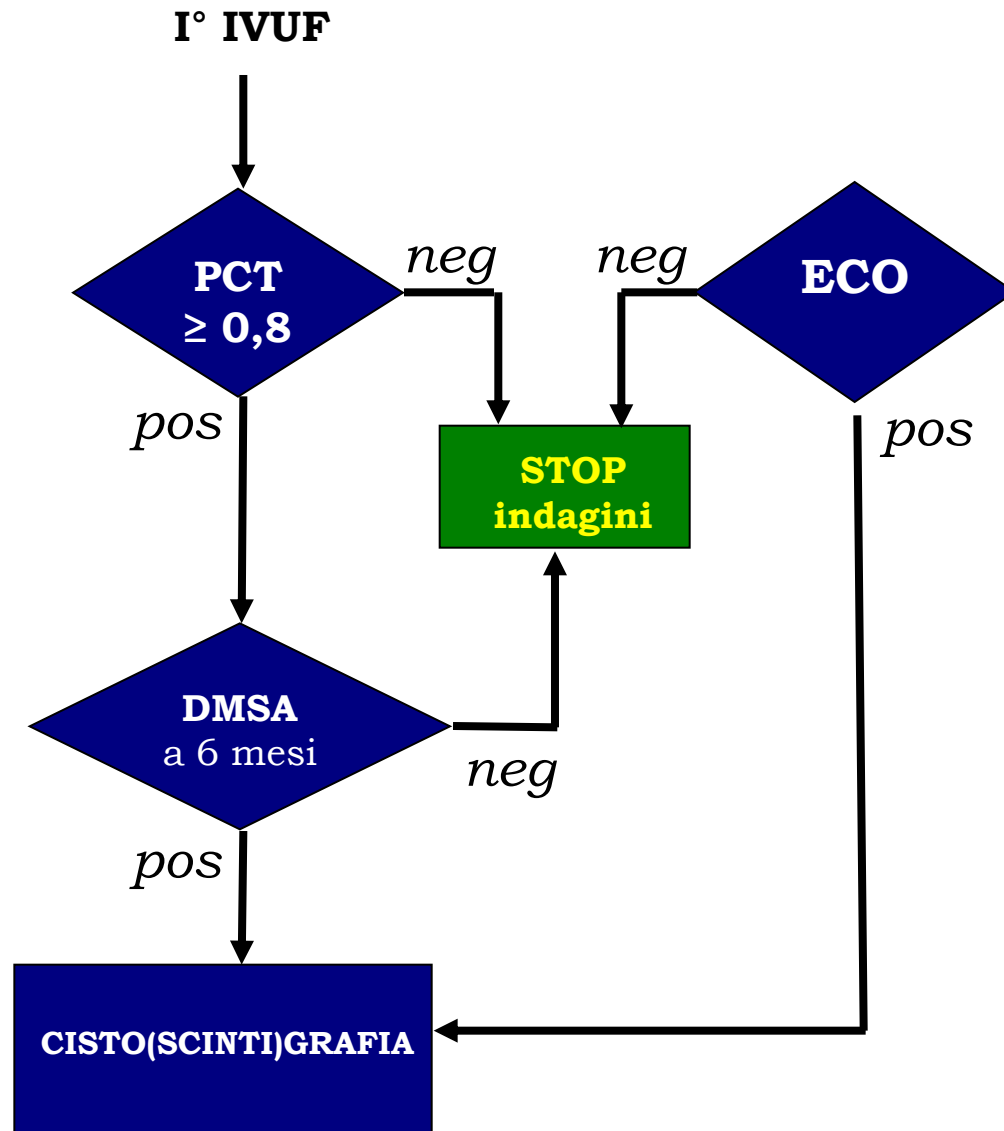 I° IVUF
PCT
≥ 0,8
neg
neg
ECO
pos
pos
STOP
indagini
DMSA
a 6 mesi
neg
pos
CISTO(SCINTI)GRAFIA